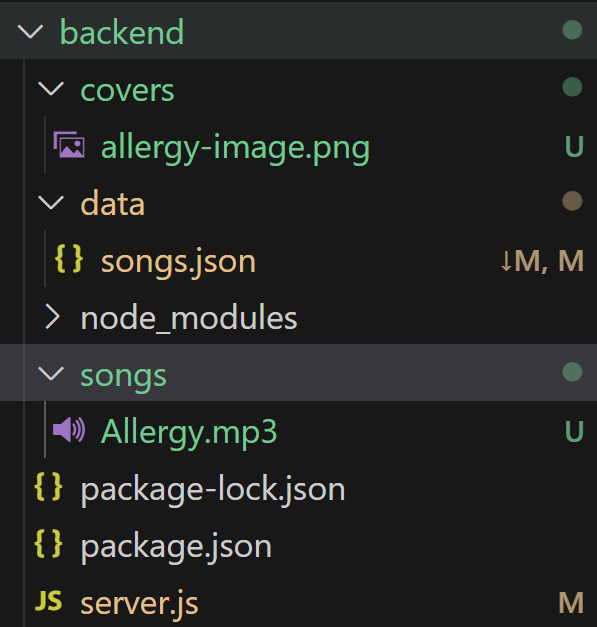 backend
covers
allergy-image.png U
data
{} songs.json ↓M, M
node_modules
songs
Allergy.mp3 U
{} package-lock.json
{} package.json
JS server.js M